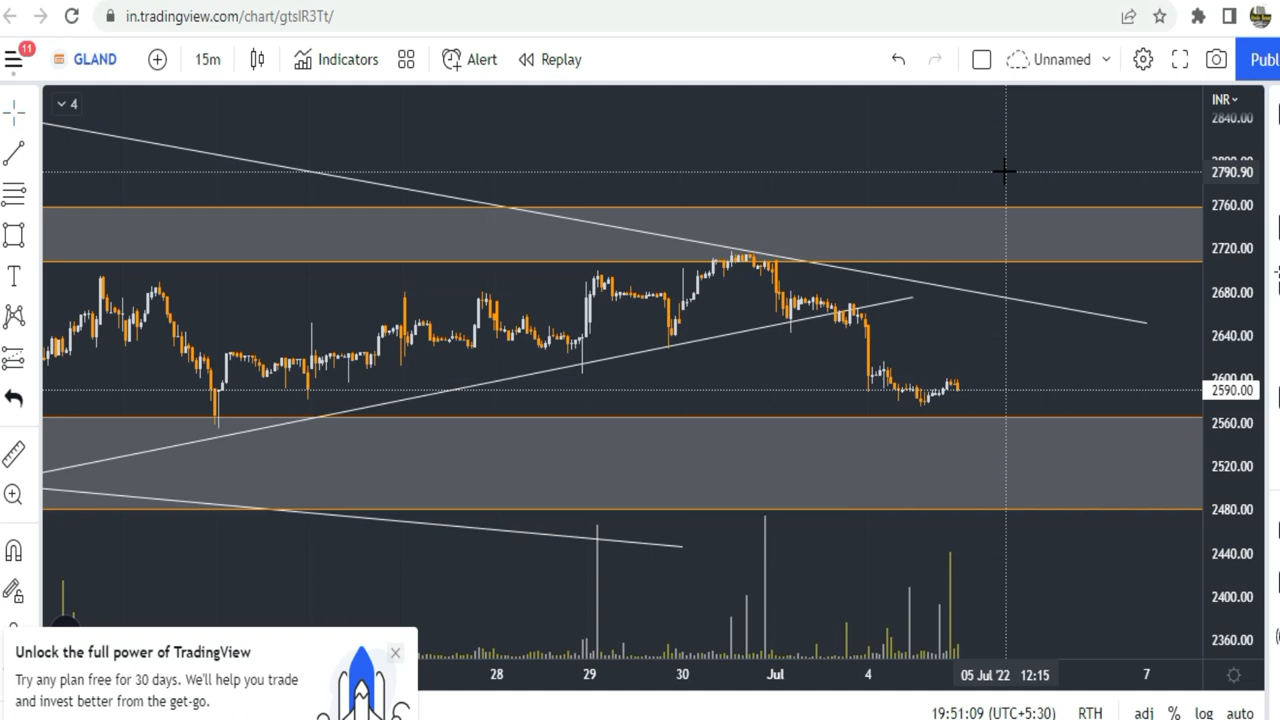 in.tradingview.com/chart/gtslR3Tt/
11
GLAND
15m
Indicators
Alert
Replay
Unnamed
Publ
4
INR
2840.00
2790.90
2760.00
2720.00
2680.00
2640.00
2600.00
2590.00
2560.00
2520.00
2480.00
2440.00
2400.00
2360.00
Unlock the full power of TradingView
Try any plan free for 30 days. We'll help you trade
and invest better from the get-go.
28 29 30 Jul 4 05 Jul '22 12:15 7
19:51:09 (UTC+5:30) RTH adj % log auto